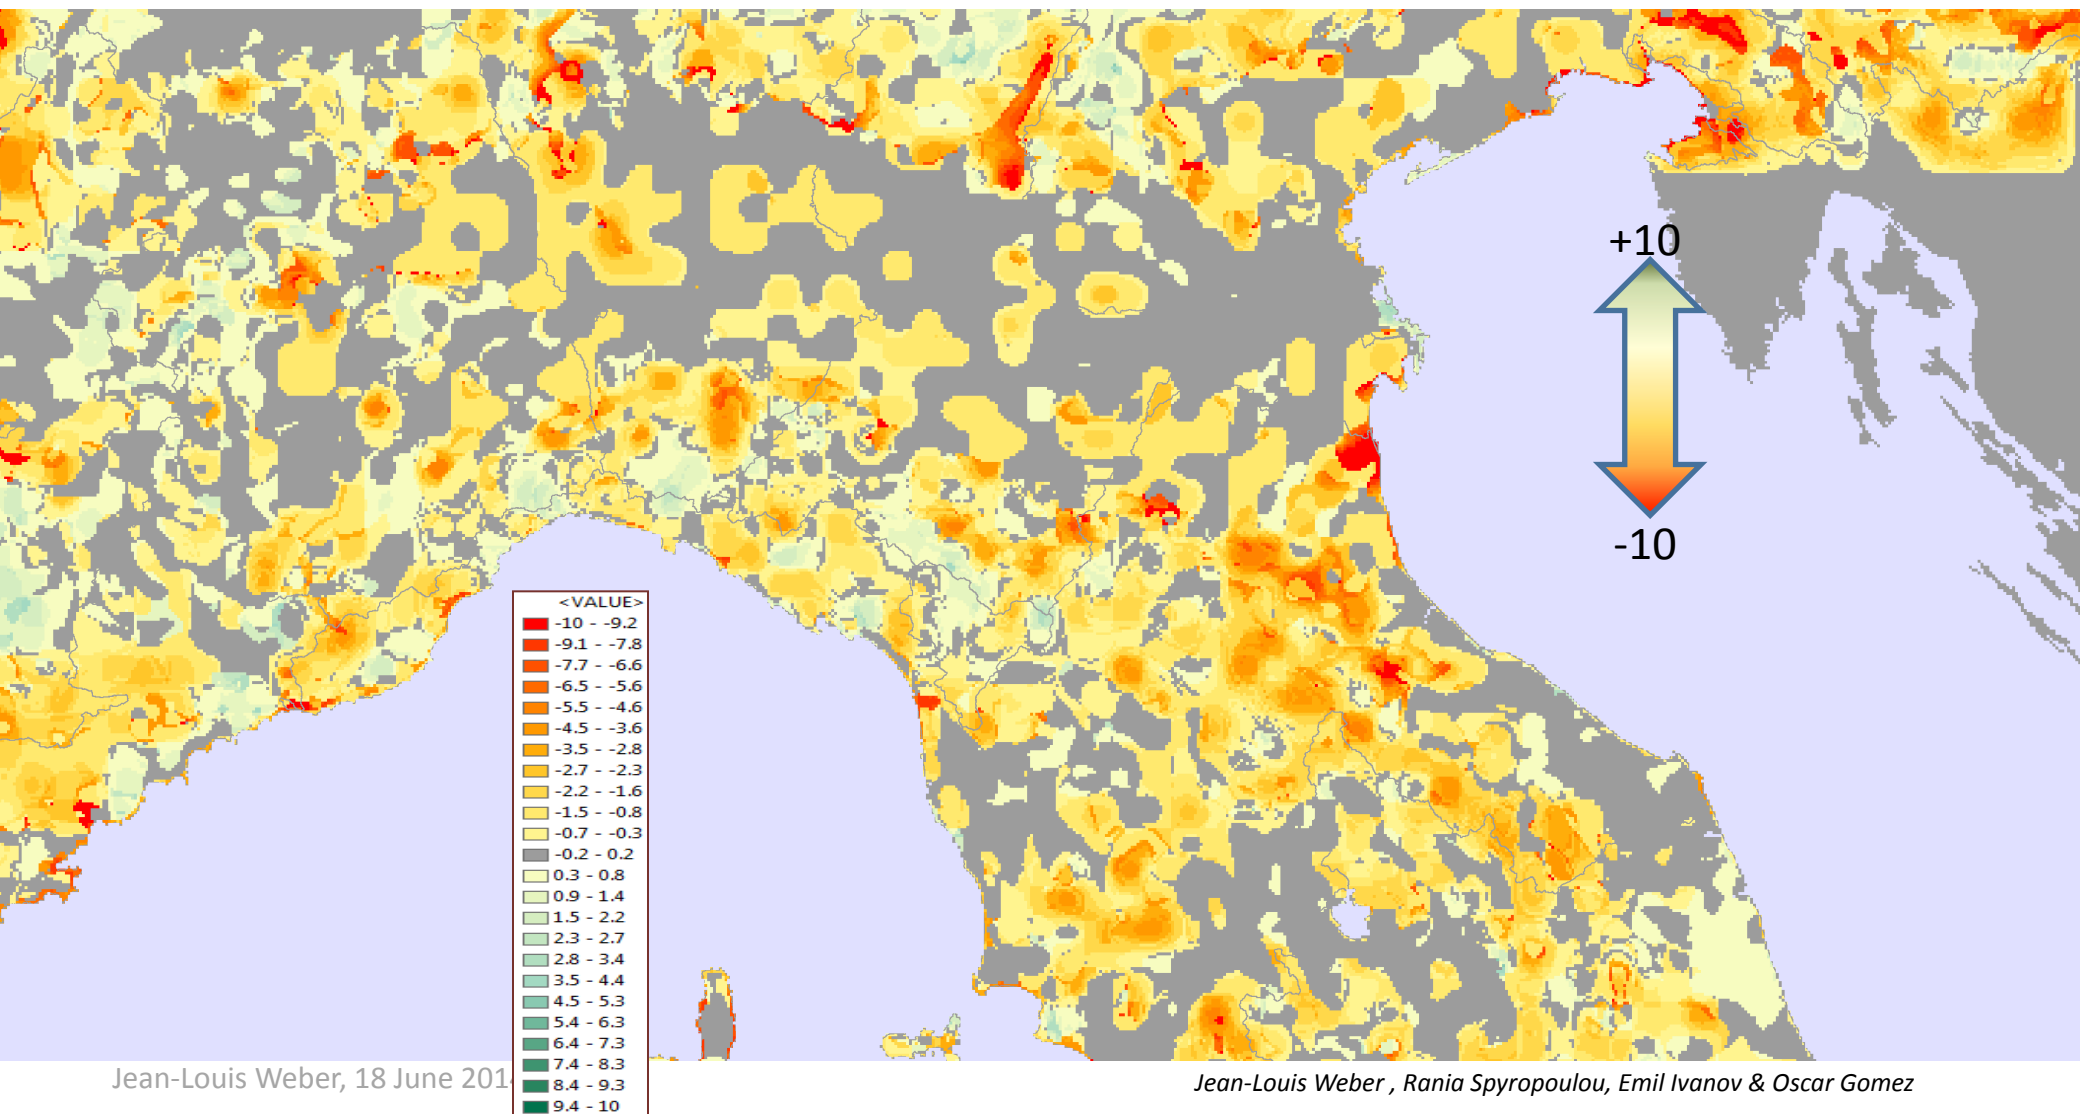 +10
-10
<VALUE>
-10 - -9.2
-9.1 - -7.8
-7.7 - -6.6
-6.5 - -5.6
-5.5 - -4.6
-4.5 - -3.6
-3.5 - -2.8
-2.7 - -2.3
-2.2 - -1.6
-1.5 - -0.8
-0.7 - -0.3
-0.2 - 0.2
0.3 - 0.8
0.9 - 1.4
1.5 - 2.2
2.3 - 2.7
2.8 - 3.4
3.5 - 4.4
4.5 - 5.3
5.4 - 6.3
6.4 - 7.3
7.4 - 8.3
8.4 - 9.3
9.4 - 10
Jean-Louis Weber, 18 June 201
Jean-Louis Weber , Rania Spyropoulou, Emil Ivanov & Oscar Gomez